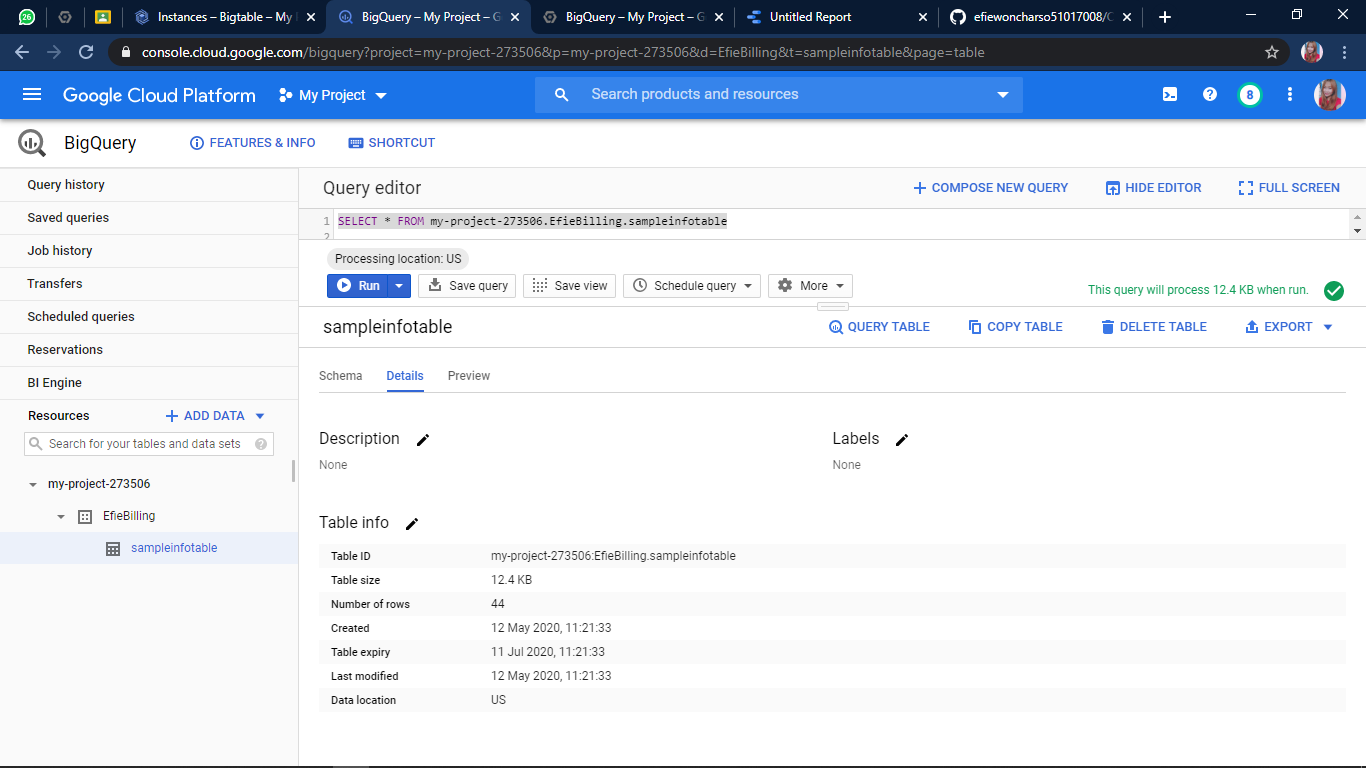 26
Instances – Bigtable – My
BigQuery – My Project – G
BigQuery – My Project – G
Untitled Report
efiewoncharso51017008/C
console.cloud.google.com/bigquery?project=my-project-273506&p=my-project-273506&d=EfieBilling&t=sampleinfotable&page=table
Google Cloud Platform
My Project
Search products and resources
8
BigQuery
FEATURES & INFO
SHORTCUT
Query history
Saved queries
Job history
Transfers
Scheduled queries
Reservations
BI Engine
Resources
ADD DATA
Search for your tables and data sets
my-project-273506
EfieBilling
sampleinfotable
Query editor
COMPOSE NEW QUERY
HIDE EDITOR
FULL SCREEN
1 SELECT * FROM my-project-273506.EfieBilling.sampleinfotable
2
Processing location: US
Run
Save query
Save view
Schedule query
More
This query will process 12.4 KB when run.
sampleinfotable
QUERY TABLE
COPY TABLE
DELETE TABLE
EXPORT
Schema
Details
Preview
Description
None
Labels
None
Table info
Table ID my-project-273506:EfieBilling.sampleinfotable
Table size 12.4 KB
Number of rows 44
Created 12 May 2020, 11:21:33
Table expiry 11 Jul 2020, 11:21:33
Last modified 12 May 2020, 11:21:33
Data location US